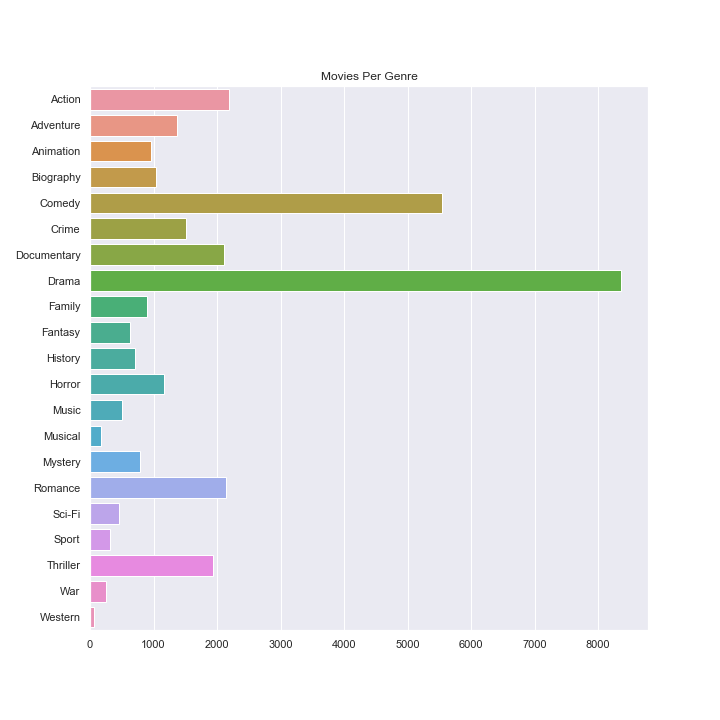 Movies Per Genre
Action
Adventure
Animation
Biography
Comedy
Crime
Documentary
Drama
Family
Fantasy
History
Horror
Music
Musical
Mystery
Romance
Sci-Fi
Sport
Thriller
War
Western
0 1000 2000 3000 4000 5000 6000 7000 8000